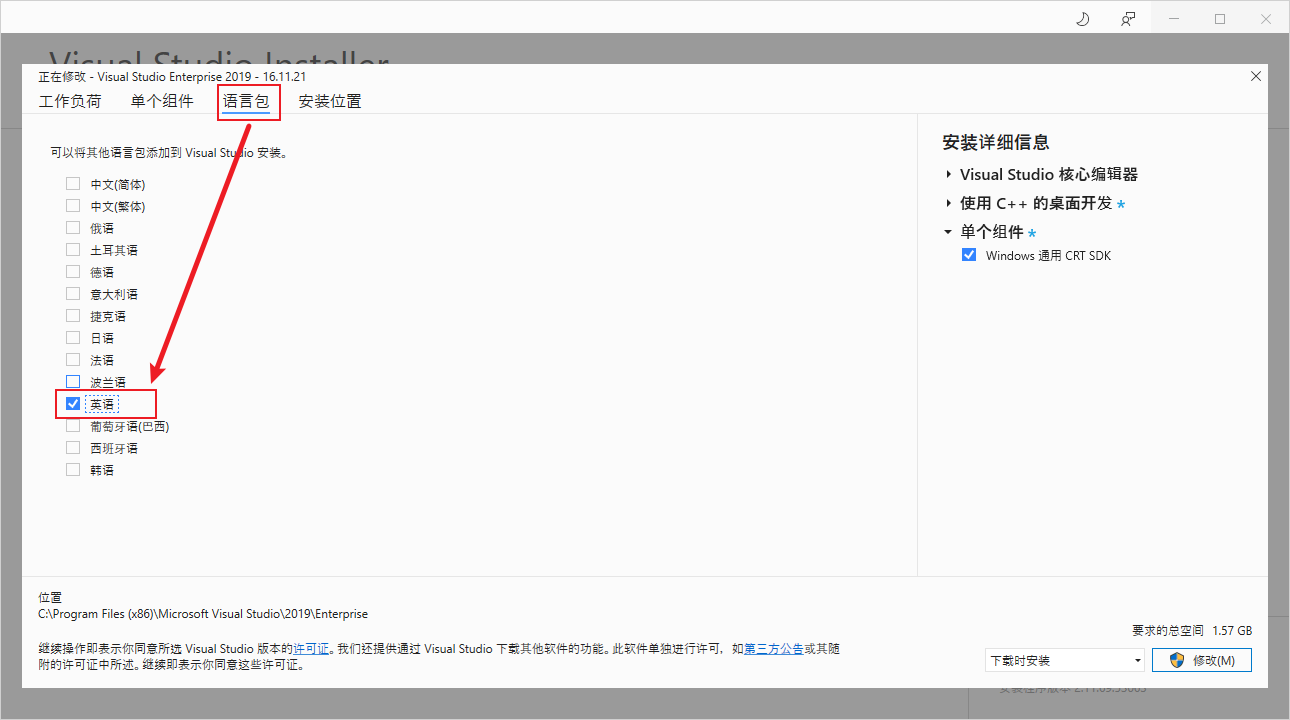 Visual Studio Installer
正在修改 - Visual Studio Enterprise 2019 - 16.11.21
工作负荷 单个组件 语言包 安装位置
可以将其他语言包添加到 Visual Studio 安装。
中文(简体)
中文(繁体)
俄语
土耳其语
德语
意大利语
捷克语
日语
法语
波兰语
英语
葡萄牙语(巴西)
西班牙语
韩语
安装详细信息
Visual Studio 核心编辑器
使用 C++ 的桌面开发 *
单个组件 *
Windows 通用 CRT SDK
位置
C:\Program Files (x86)\Microsoft Visual Studio\2019\Enterprise
继续操作即表示你同意所选 Visual Studio 版本的许可证。我们还提供通过 Visual Studio 下载其他软件的功能。此软件单独进行许可，如第三方公告或其随
附的许可证中所述。继续即表示你同意这些许可证。
要求的总空间 1.57 GB
下载时安装
修改(M)